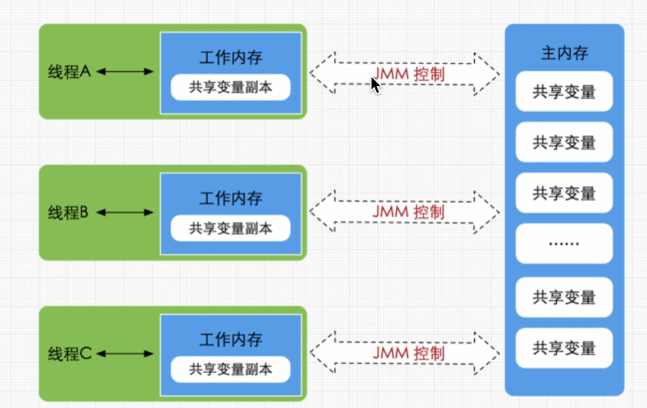 线程A
工作内存
共享变量副本
JMM 控制
线程B
工作内存
共享变量副本
JMM 控制
线程C
工作内存
共享变量副本
JMM 控制
主内存
共享变量
共享变量
共享变量
······
共享变量
共享变量